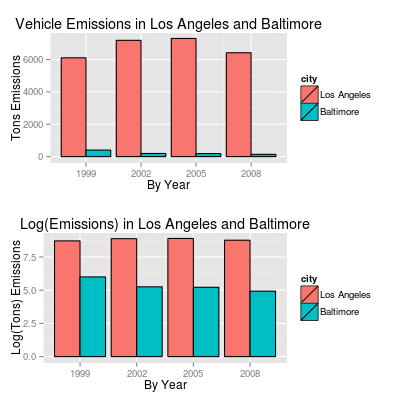 Vehicle Emissions in Los Angeles and Baltimore
Tons Emissions
6000
4000
2000
0
1999 2002 2005 2008
By Year
city
Los Angeles
Baltimore
Log(Emissions) in Los Angeles and Baltimore
Log(Tons) Emissions
7.5
5.0
2.5
0.0
1999 2002 2005 2008
By Year
city
Los Angeles
Baltimore